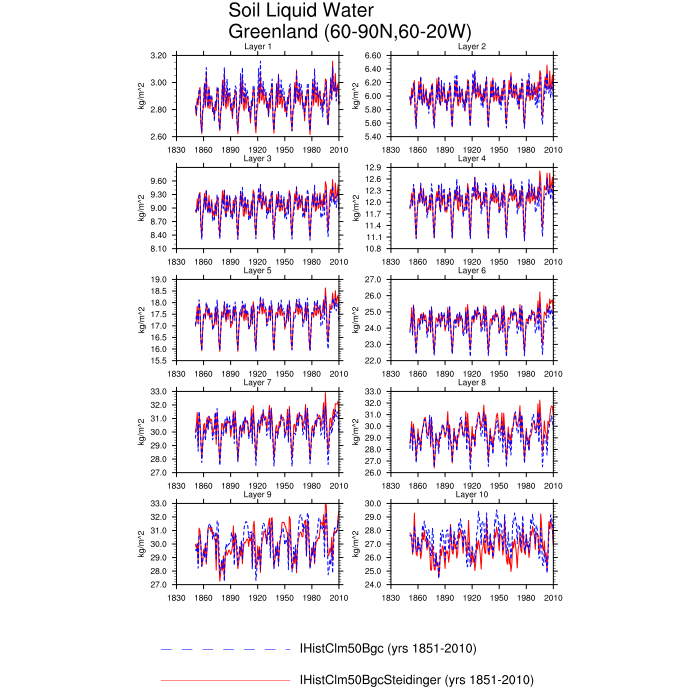 Soil Liquid Water
Greenland (60-90N,60-20W)
Layer 1
Layer 2
3.20
3.00
2.80
2.60
kg/m^2
1830 1860 1890 1920 1950 1980 2010
6.60
6.40
6.20
6.00
5.80
5.60
5.40
kg/m^2
1830 1860 1890 1920 1950 1980 2010
Layer 3
Layer 4
9.60
9.30
9.00
8.70
8.40
8.10
kg/m^2
1830 1860 1890 1920 1950 1980 2010
12.9
12.6
12.3
12.0
11.7
11.4
11.1
10.8
kg/m^2
1830 1860 1890 1920 1950 1980 2010
Layer 5
Layer 6
19.0
18.5
18.0
17.5
17.0
16.5
16.0
15.5
kg/m^2
1830 1860 1890 1920 1950 1980 2010
27.0
26.0
25.0
24.0
23.0
22.0
kg/m^2
1830 1860 1890 1920 1950 1980 2010
Layer 7
Layer 8
33.0
32.0
31.0
30.0
29.0
28.0
27.0
kg/m^2
1830 1860 1890 1920 1950 1980 2010
33.0
32.0
31.0
30.0
29.0
28.0
27.0
26.0
kg/m^2
1830 1860 1890 1920 1950 1980 2010
Layer 9
Layer 10
33.0
32.0
31.0
30.0
29.0
28.0
27.0
kg/m^2
1830 1860 1890 1920 1950 1980 2010
30.0
29.0
28.0
27.0
26.0
25.0
24.0
kg/m^2
1830 1860 1890 1920 1950 1980 2010
IHistClm50Bgc (yrs 1851-2010)
IHistClm50BgcSteidinger (yrs 1851-2010)